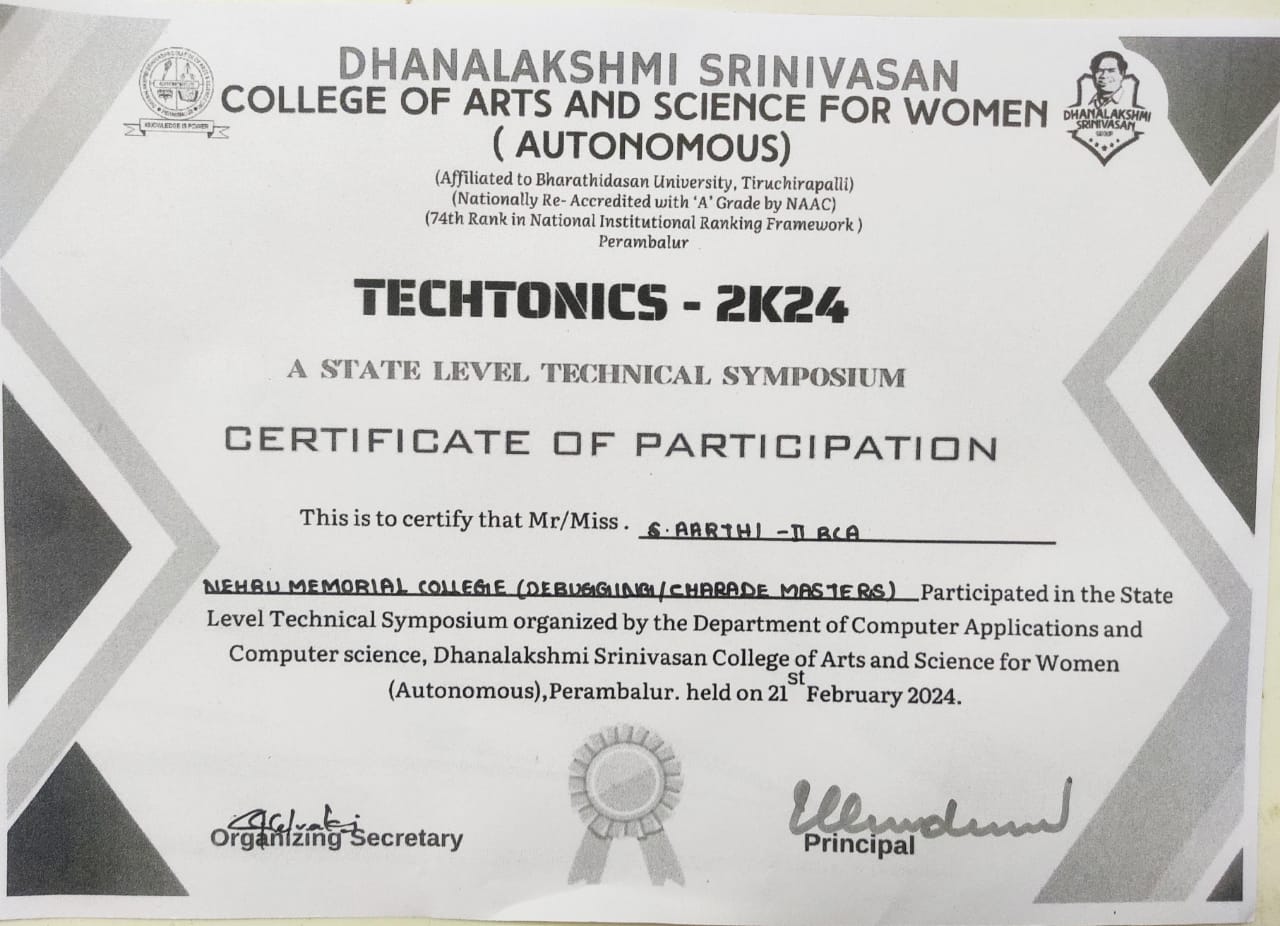 DHANALAKSHMI SRINIVASAN
COLLEGE OF ARTS AND SCIENCE FOR WOMEN
( AUTONOMOUS)
KNOWLEDGE IS POWER
DHANALAKSHMI
SRINIVASAN
GROUP
(Affiliated to Bharathidasan University, Tiruchirapalli)
(Nationally Re- Accredited with ‘A’ Grade by NAAC)
(74th Rank in National Institutional Ranking Framework )
Perambalur
TECHTONICS - 2K24
A STATE LEVEL TECHNICAL SYMPOSIUM
CERTIFICATE OF PARTICIPATION
This is to certify that Mr/Miss . S. AARTHI - II BCA
NEHRU MEMORIAL COLLEGE (DEBUGGING/CHARADE MASTERS) Participated in the State
Level Technical Symposium organized by the Department of Computer Applications and
Computer science, Dhanalakshmi Srinivasan College of Arts and Science for Women
(Autonomous),Perambalur. held on 21st February 2024.
Organizing Secretary
Principal